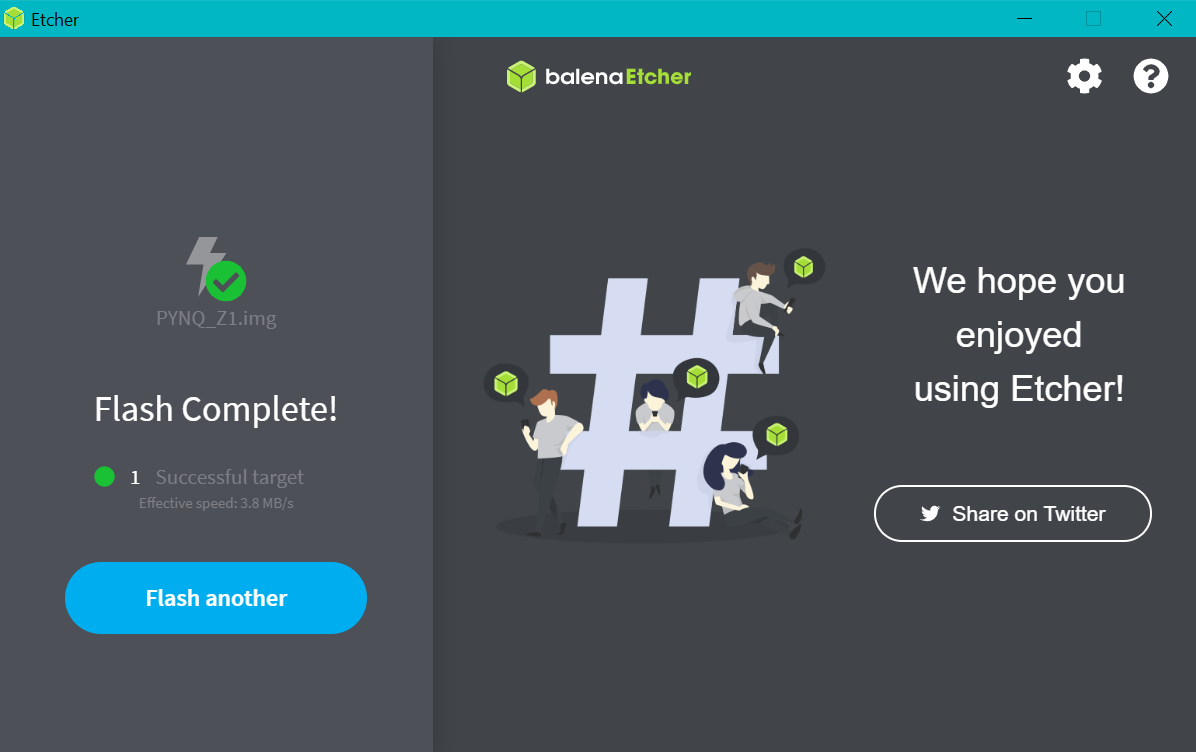 Etcher
balenaEtcher
PYNQ_Z1.img
Flash Complete!
1 Successful target
Effective speed: 3.8 MB/s
Flash another
We hope you
enjoyed
using Etcher!
Share on Twitter